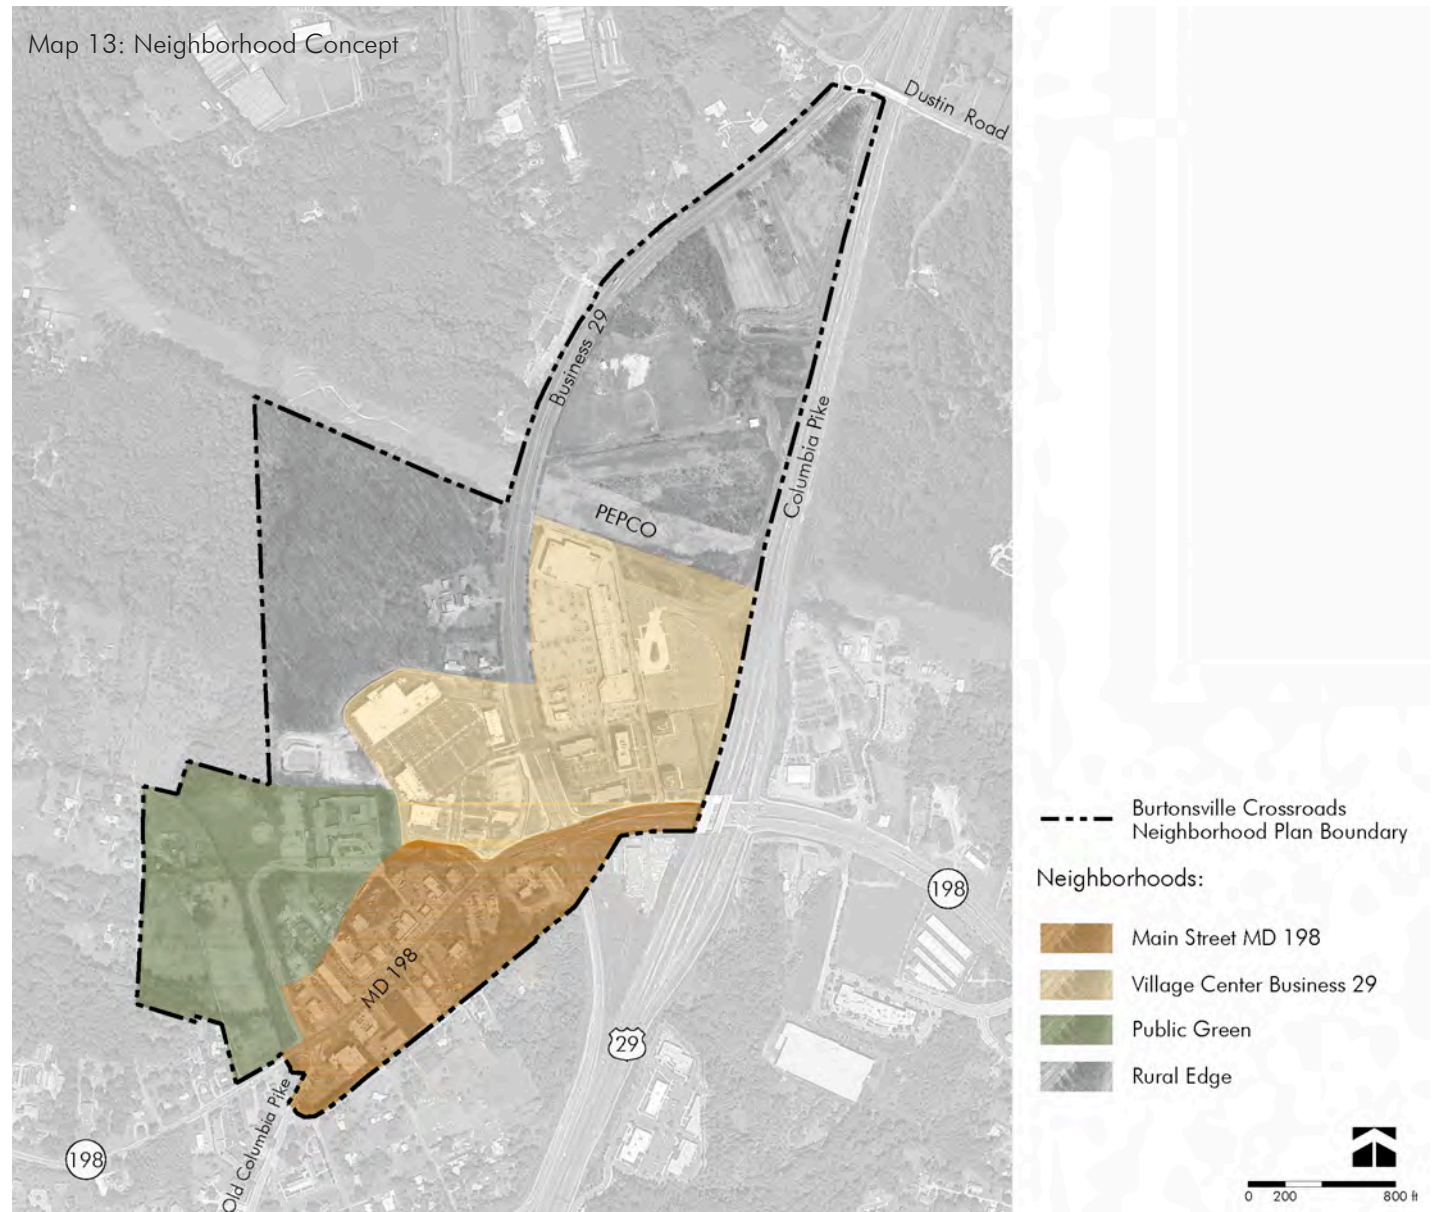 Map 13: Neighborhood Concept
Dustin Road
Business 29
Columbia Pike
PEPCO
Burtonsville Crossroads
Neighborhood Plan Boundary
Neighborhoods:
198
Main Street MD 198
MD 198
Village Center Business 29
Public Green
29
Rural Edge
Old Columbia Pike
198
0 200 800 ft